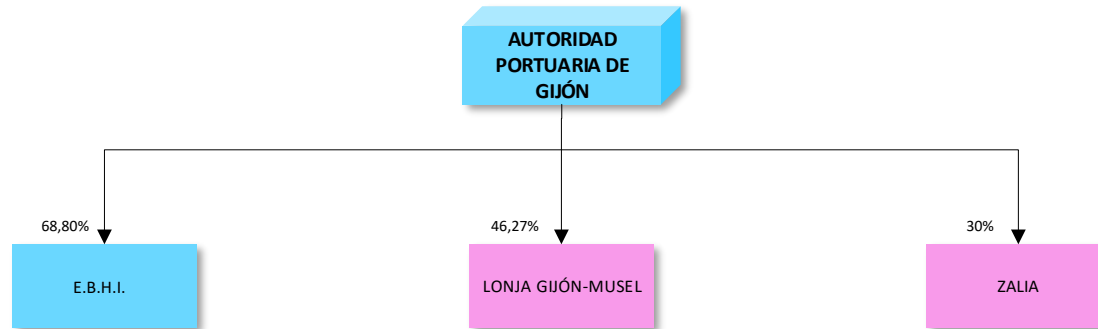 AUTORIDAD
PORTUARIA DE
GIJÓN
68,80%
46,27%
30%
E.B.H.I.
LONJA GIJÓN-MUSEL
ZALIA